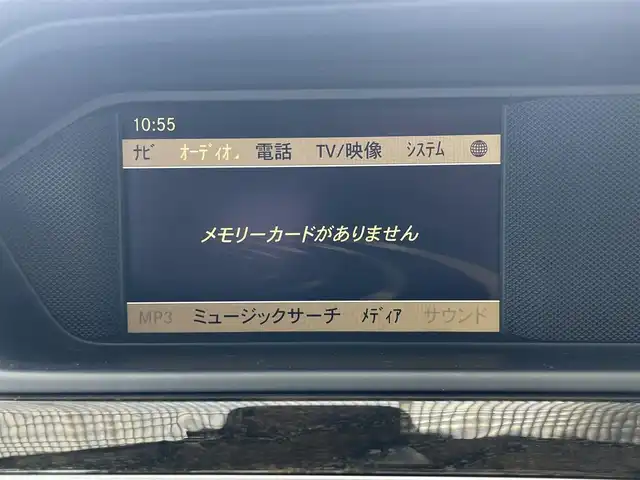 10:55
ﾅﾋﾞ ｵｰﾃﾞｨｵ 電話 TV/映像 ｼｽﾃﾑ
メモリーカードがありません
MP3 ミュージックサーチ ﾒﾃﾞｨｱ サウンド